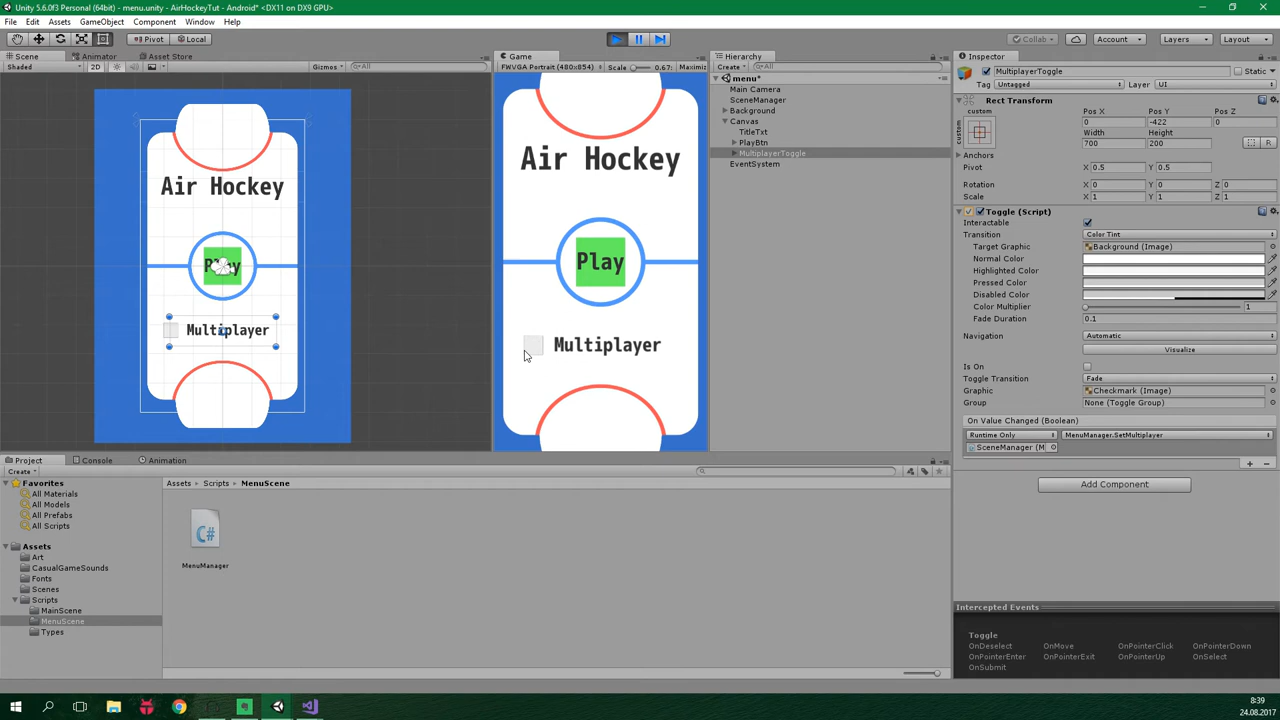 Unity 5.6.0f3 Personal (64bit) - menu.unity - AirHockeyTut - Android* <DX11 on DX9 GPU>
File Edit Assets GameObject Component Window Help
Pivot Local Collab Account Layers Layout
Scene Animator Asset Store
Shaded 2D Gizmos All
Game
FWVGA Portrait (480x854) Scale 0.67: Maximiz
Hierarchy
Create All
menu*
Main Camera
SceneManager
Background
Canvas
TitleTxt
PlayBtn
MultiplayerToggle
EventSystem
Air Hockey
Play
Multiplayer
Air Hockey
Play
Multiplayer
Inspector
MultiplayerToggle Static
Tag Untagged Layer UI
Rect Transform
custom Pos X Pos Y Pos Z
custom 0 -422 0
Width Height
700 200
R
Anchors
Pivot X 0.5 Y 0.5
Rotation X 0 Y 0 Z 0
Scale X 1 Y 1 Z 1
Toggle (Script)
Interactable
Transition Color Tint
Target Graphic Background (Image)
Normal Color
Highlighted Color
Pressed Color
Disabled Color
Color Multiplier 1
Fade Duration 0.1
Navigation Automatic
Visualize
Is On
Toggle Transition Fade
Graphic Checkmark (Image)
Group None (Toggle Group)
On Value Changed (Boolean)
Runtime Only MenuManager.SetMultiplayer
SceneManager (M
Add Component
Intercepted Events
Toggle
OnDeselect OnMove OnPointerClick OnPointerDown
OnPointerEnter OnPointerExit OnPointerUp OnSelect
OnSubmit
Project Console Animation
Create
Favorites
All Materials
All Models
All Prefabs
All Scripts
Assets
Art
CasualGameSounds
Fonts
Scenes
Scripts
MainScene
MenuScene
Types
Assets Scripts MenuScene
C#
MenuManager
8:39
24.08.2017